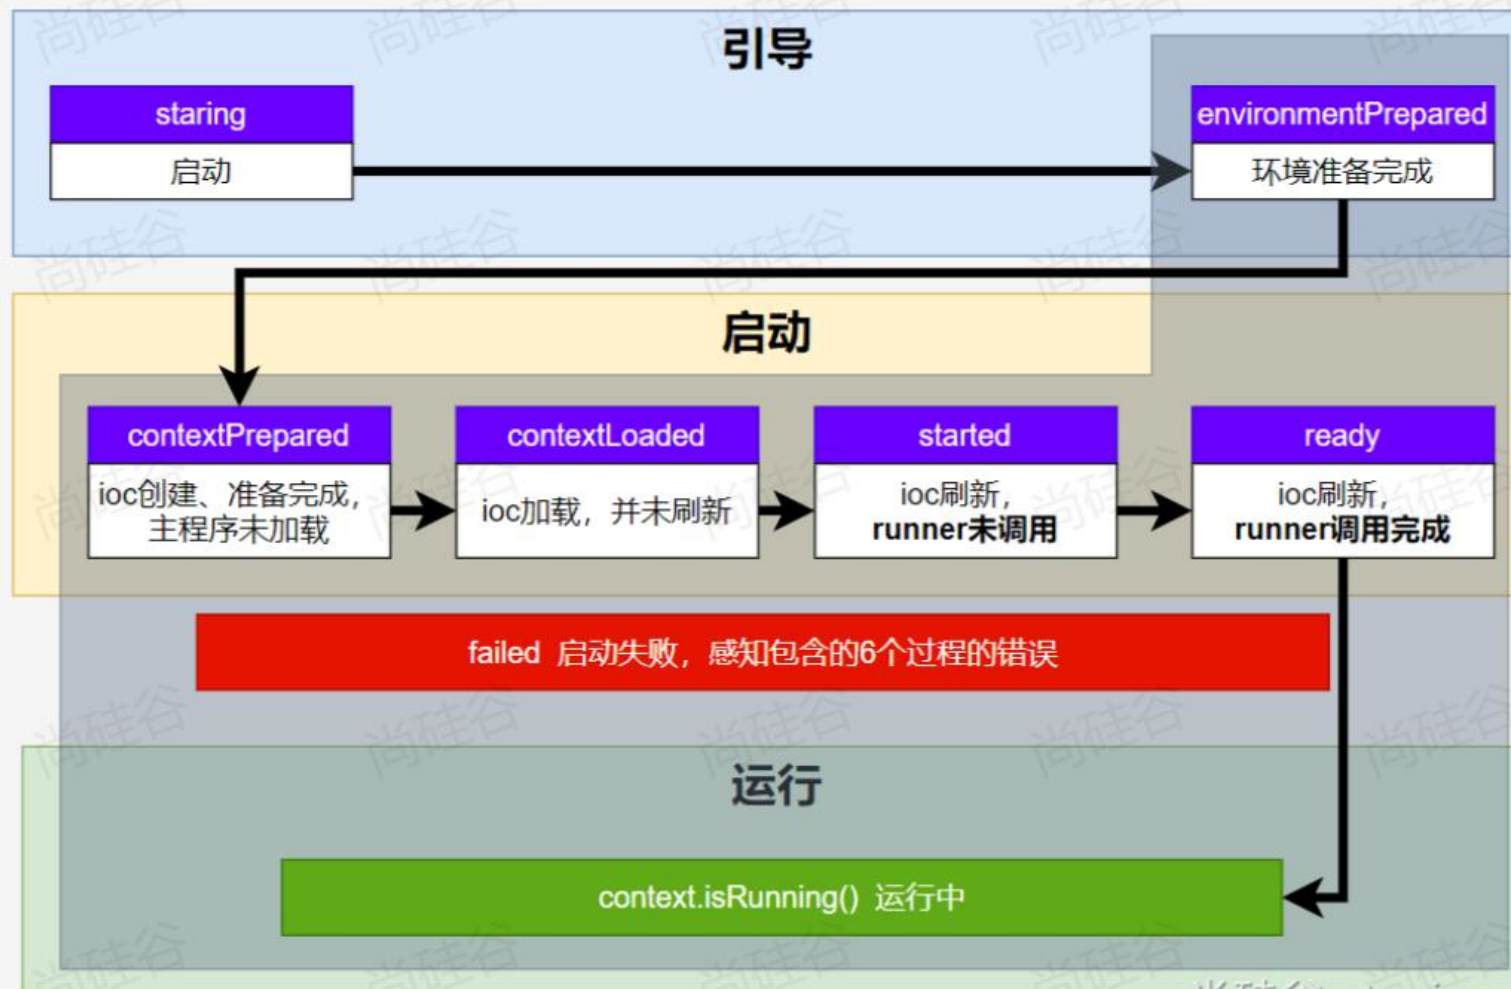 引导
staring
启动
environmentPrepared
环境准备完成
启动
contextPrepared
ioc创建、准备完成，
主程序未加载
contextLoaded
ioc加载，并未刷新
started
ioc刷新，
runner未调用
ready
ioc刷新，
runner调用完成
failed 启动失败，感知包含的6个过程的错误
运行
context.isRunning() 运行中
尚硅谷